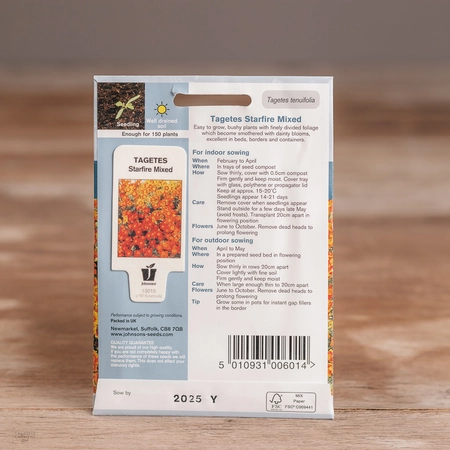 Tagetes tenuifolia
Seedling
Well drained
soil
Enough for 150 plants
TAGETES
Starfire Mixed
Johnsons
Tagetes Starfire Mixed
Easy to grow, bushy plants with finely divided foliage
which become smothered with dainty blooms,
excellent in beds, borders and containers.
For indoor sowing
When February to April
Where In trays of seed compost
How Sow thinly, cover with 0.5cm compost
Firm gently and keep moist. Cover tray
with glass, polythene or propagator lid
Keep at approx. 15-20°C
Seedlings appear 14-21 days
Care Remove cover when seedlings appear
Stand outside for a few days late May
(avoid frosts). Transplant 20cm apart in
flowering position
Flowers June to October. Remove dead heads to
prolong flowering
For outdoor sowing
When April to May
Where In a prepared seed bed in flowering
position
How Sow thinly in rows 20cm apart
Cover lightly with fine soil
Firm gently and keep moist
Care When large enough thin to 20cm apart
Flowers June to October. Remove dead heads to
prolong flowering
Tip Grow some in pots for instant gap fillers
in the border
Performance subject to growing conditions.
Packed in UK
Newmarket, Suffolk, CB8 7QB
www.johnsons-seeds.com
QUALITY GUARANTEE
5 010931 006014 >
Sow by 2025 Y
FSC
MIX
Paper